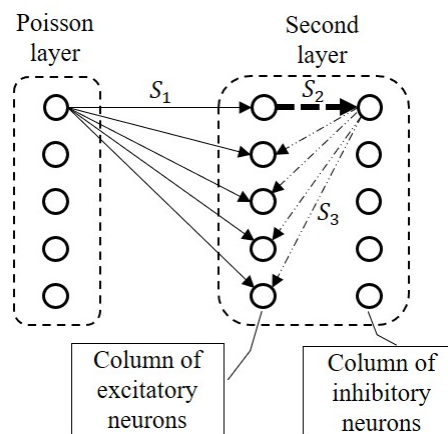 Poisson
layer
Second
layer
S₁
S₂
S₃
Column of
excitatory
neurons
Column of
inhibitory
neurons